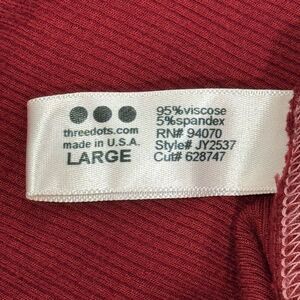 threedots.com
made in U.S.A.
LARGE
95%viscose
5%spandex
RN# 94070
Style# JY2537
Cut# 628747